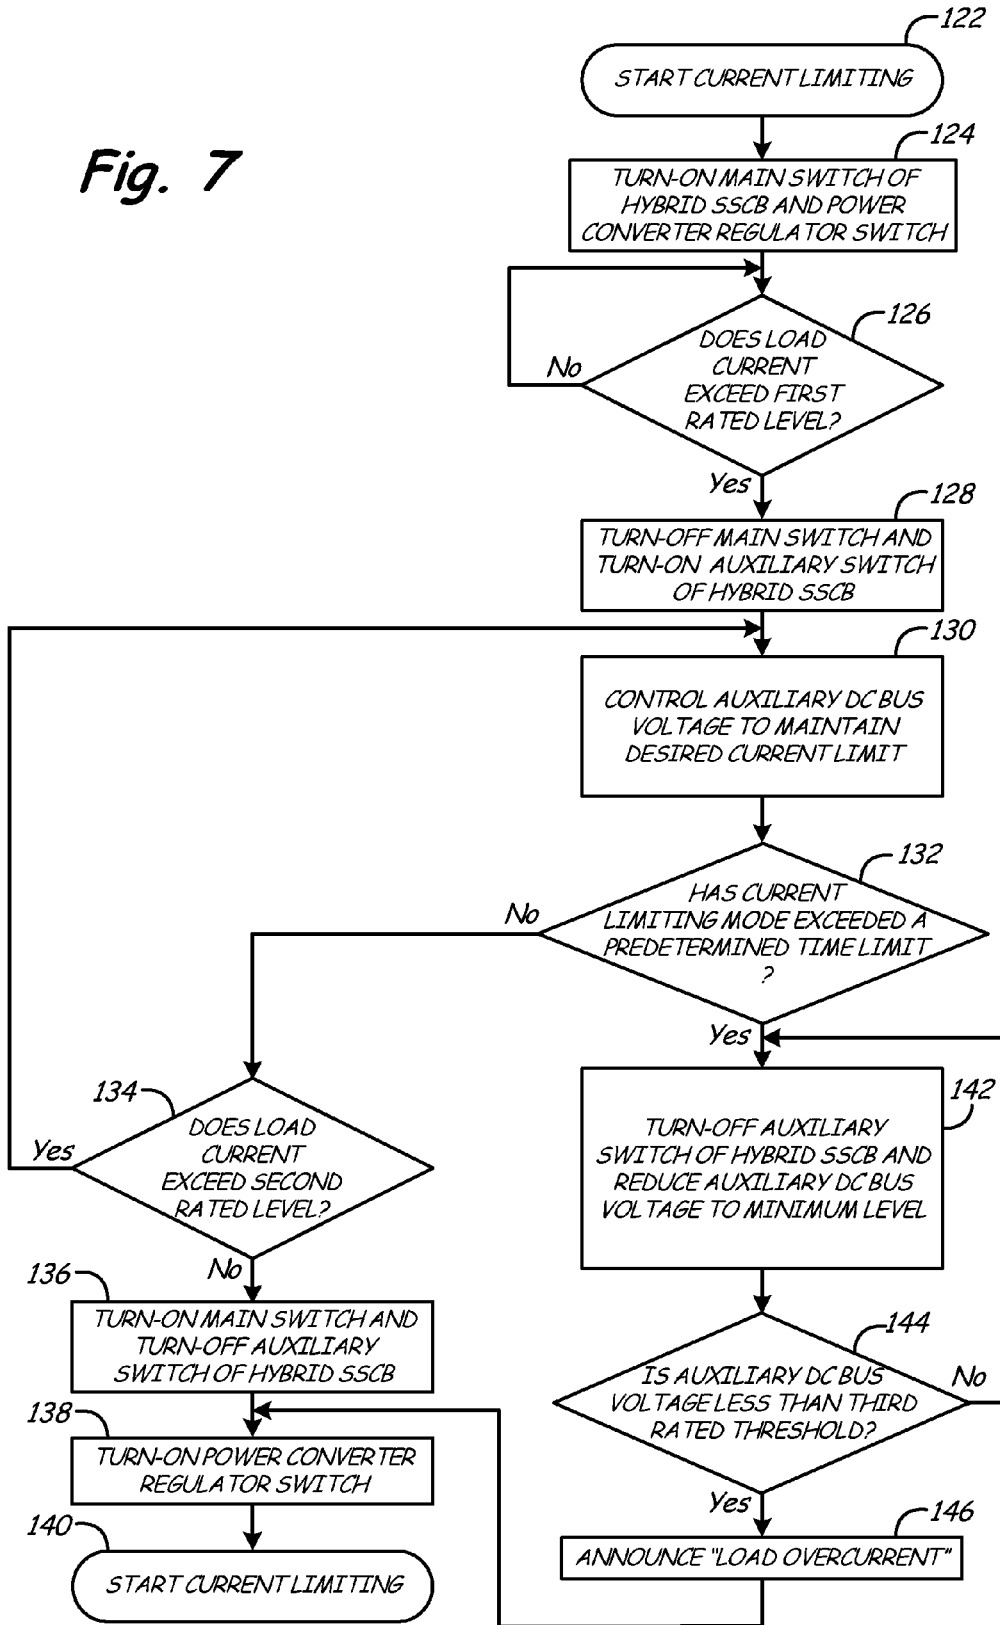 122
START CURRENT LIMITING
Fig. 7
124
TURN-ON MAIN SWITCH OF
HYBRID SSCB AND POWER
CONVERTER REGULATOR SWITCH
126
DOES LOAD
CURRENT
EXCEED FIRST
RATED LEVEL?
No
Yes
128
TURN-OFF MAIN SWITCH AND
TURN-ON AUXILIARY SWITCH
OF HYBRID SSCB
130
CONTROL AUXILIARY DC BUS
VOLTAGE TO MAINTAIN
DESIRED CURRENT LIMIT
132
HAS CURRENT
LIMITING MODE EXCEEDED A
PREDETERMINED TIME LIMIT
?
No
Yes
134
DOES LOAD
CURRENT
EXCEED SECOND
RATED LEVEL?
Yes
No
136
TURN-ON MAIN SWITCH AND
TURN-OFF AUXILIARY
SWITCH OF HYBRID SSCB
138
TURN-ON POWER CONVERTER
REGULATOR SWITCH
140
START CURRENT LIMITING
142
TURN-OFF AUXILIARY
SWITCH OF HYBRID SSCB AND
REDUCE AUXILIARY DC BUS
VOLTAGE TO MINIMUM LEVEL
144
IS AUXILIARY DC BUS
VOLTAGE LESS THAN THIRD
RATED THRESHOLD?
No
Yes
146
ANNOUNCE "LOAD OVERCURRENT"